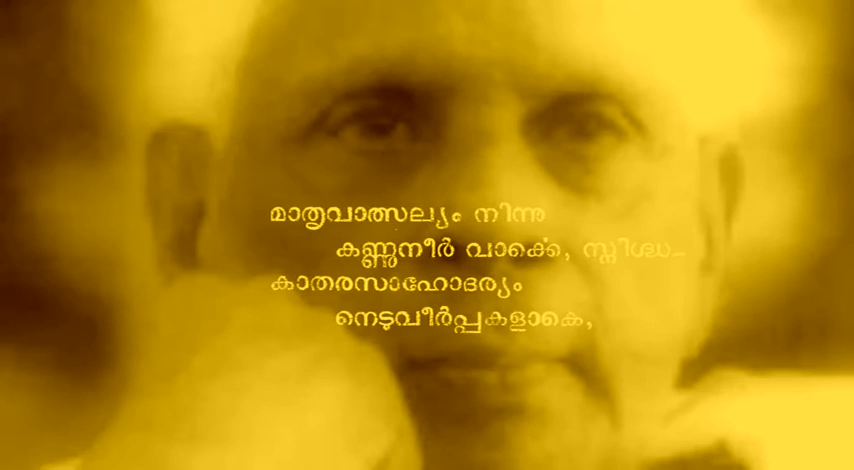 മാതൃവാത്സല്യം നിന്നു
കണ്ണുനീർ വാക്കെ, സ്നിഗ്ദ്ധ-
കാതരസാഹോദര്യം
നെടുവീർപ്പുകളാകെ,